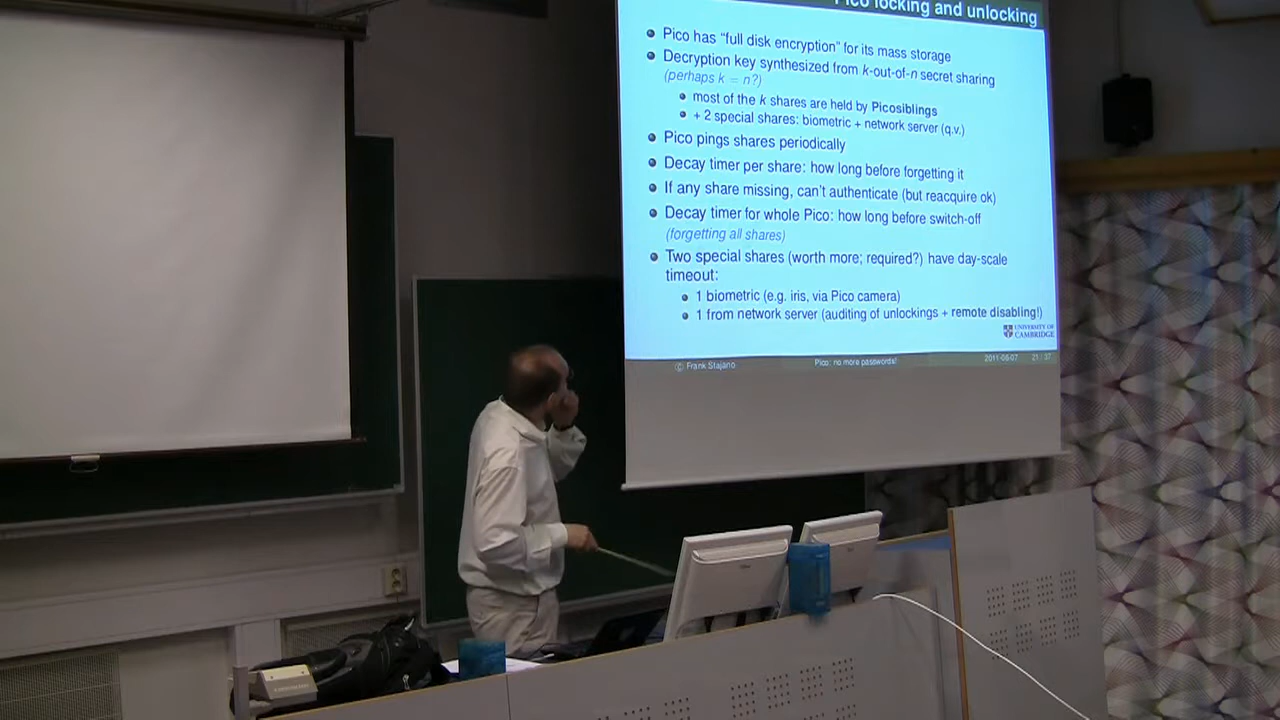 Pico locking and unlocking
Pico has "full disk encryption" for its mass storage
Decryption key synthesized from k-out-of-n secret sharing
(perhaps k = n?)
most of the k shares are held by Picosiblings
+ 2 special shares: biometric + network server (q.v.)
Pico pings shares periodically
Decay timer per share: how long before forgetting it
If any share missing, can't authenticate (but reacquire ok)
Decay timer for whole Pico: how long before switch-off
(forgetting all shares)
Two special shares (worth more; required?) have day-scale
timeout:
1 biometric (e.g. iris, via Pico camera)
1 from network server (auditing of unlockings + remote disabling!)
UNIVERSITY OF
CAMBRIDGE
© Frank Stajano Pico: no more passwords! 2011-06-07 21 / 37